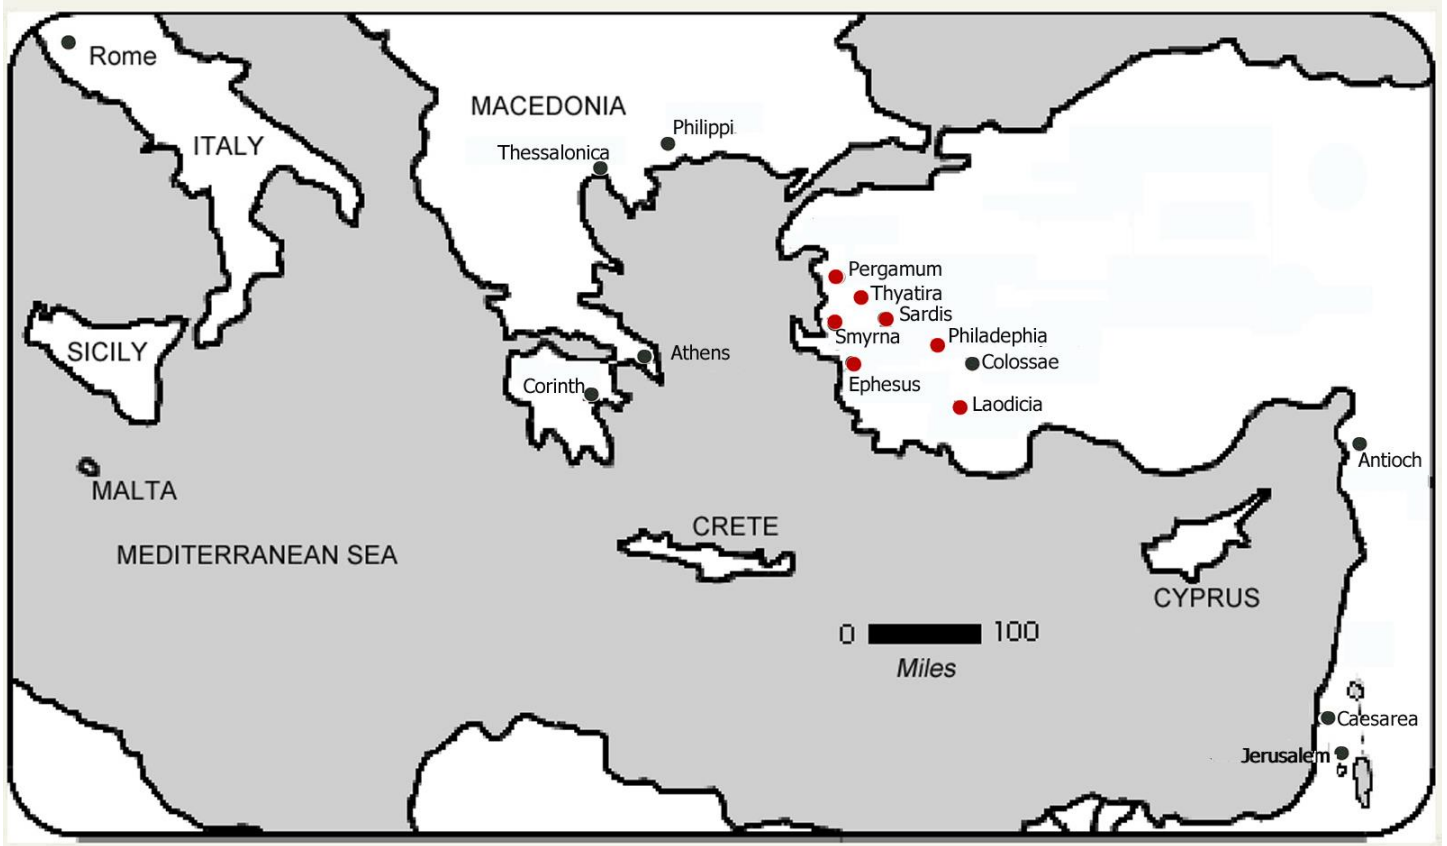 Rome
MACEDONIA
Philippi
ITALY
Thessalonica
Pergamum
Thyatira
Sardis
Smyrna
Philadephia
SICILY
Athens
Colossae
Corinth
Ephesus
Laodicia
Antioch
MALTA
CRETE
MEDITERRANEAN SEA
CYPRUS
0 100
Miles
Caesarea
Jerusalem